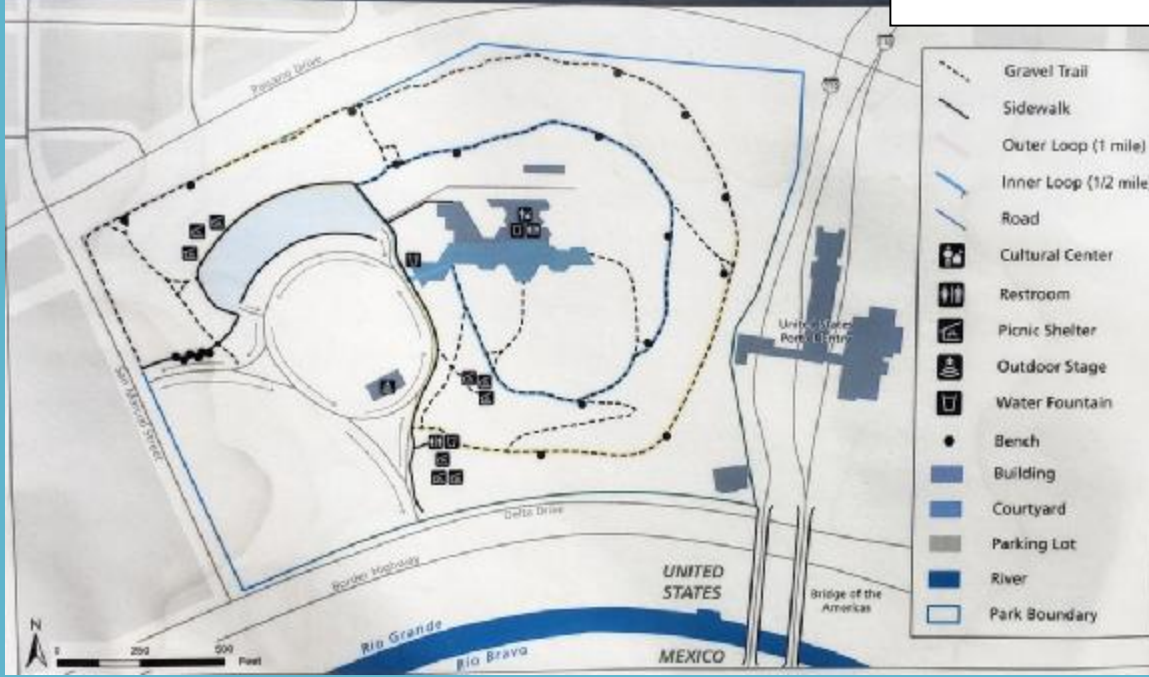 Paisano Drive
110
Gravel Trail
Sidewalk
Outer Loop (1 mile)
Inner Loop (1/2 mile
Road
Cultural Center
Restroom
Picnic Shelter
Outdoor Stage
Water Fountain
Bench
Building
Courtyard
Parking Lot
River
Park Boundary
United States
Port of Entry
San Marcial Street
Delta Drive
Border Highway
UNITED
STATES
Bridge of the
Americas
Rio Grande
Rio Bravo
MEXICO
N
0 250 500
Feet